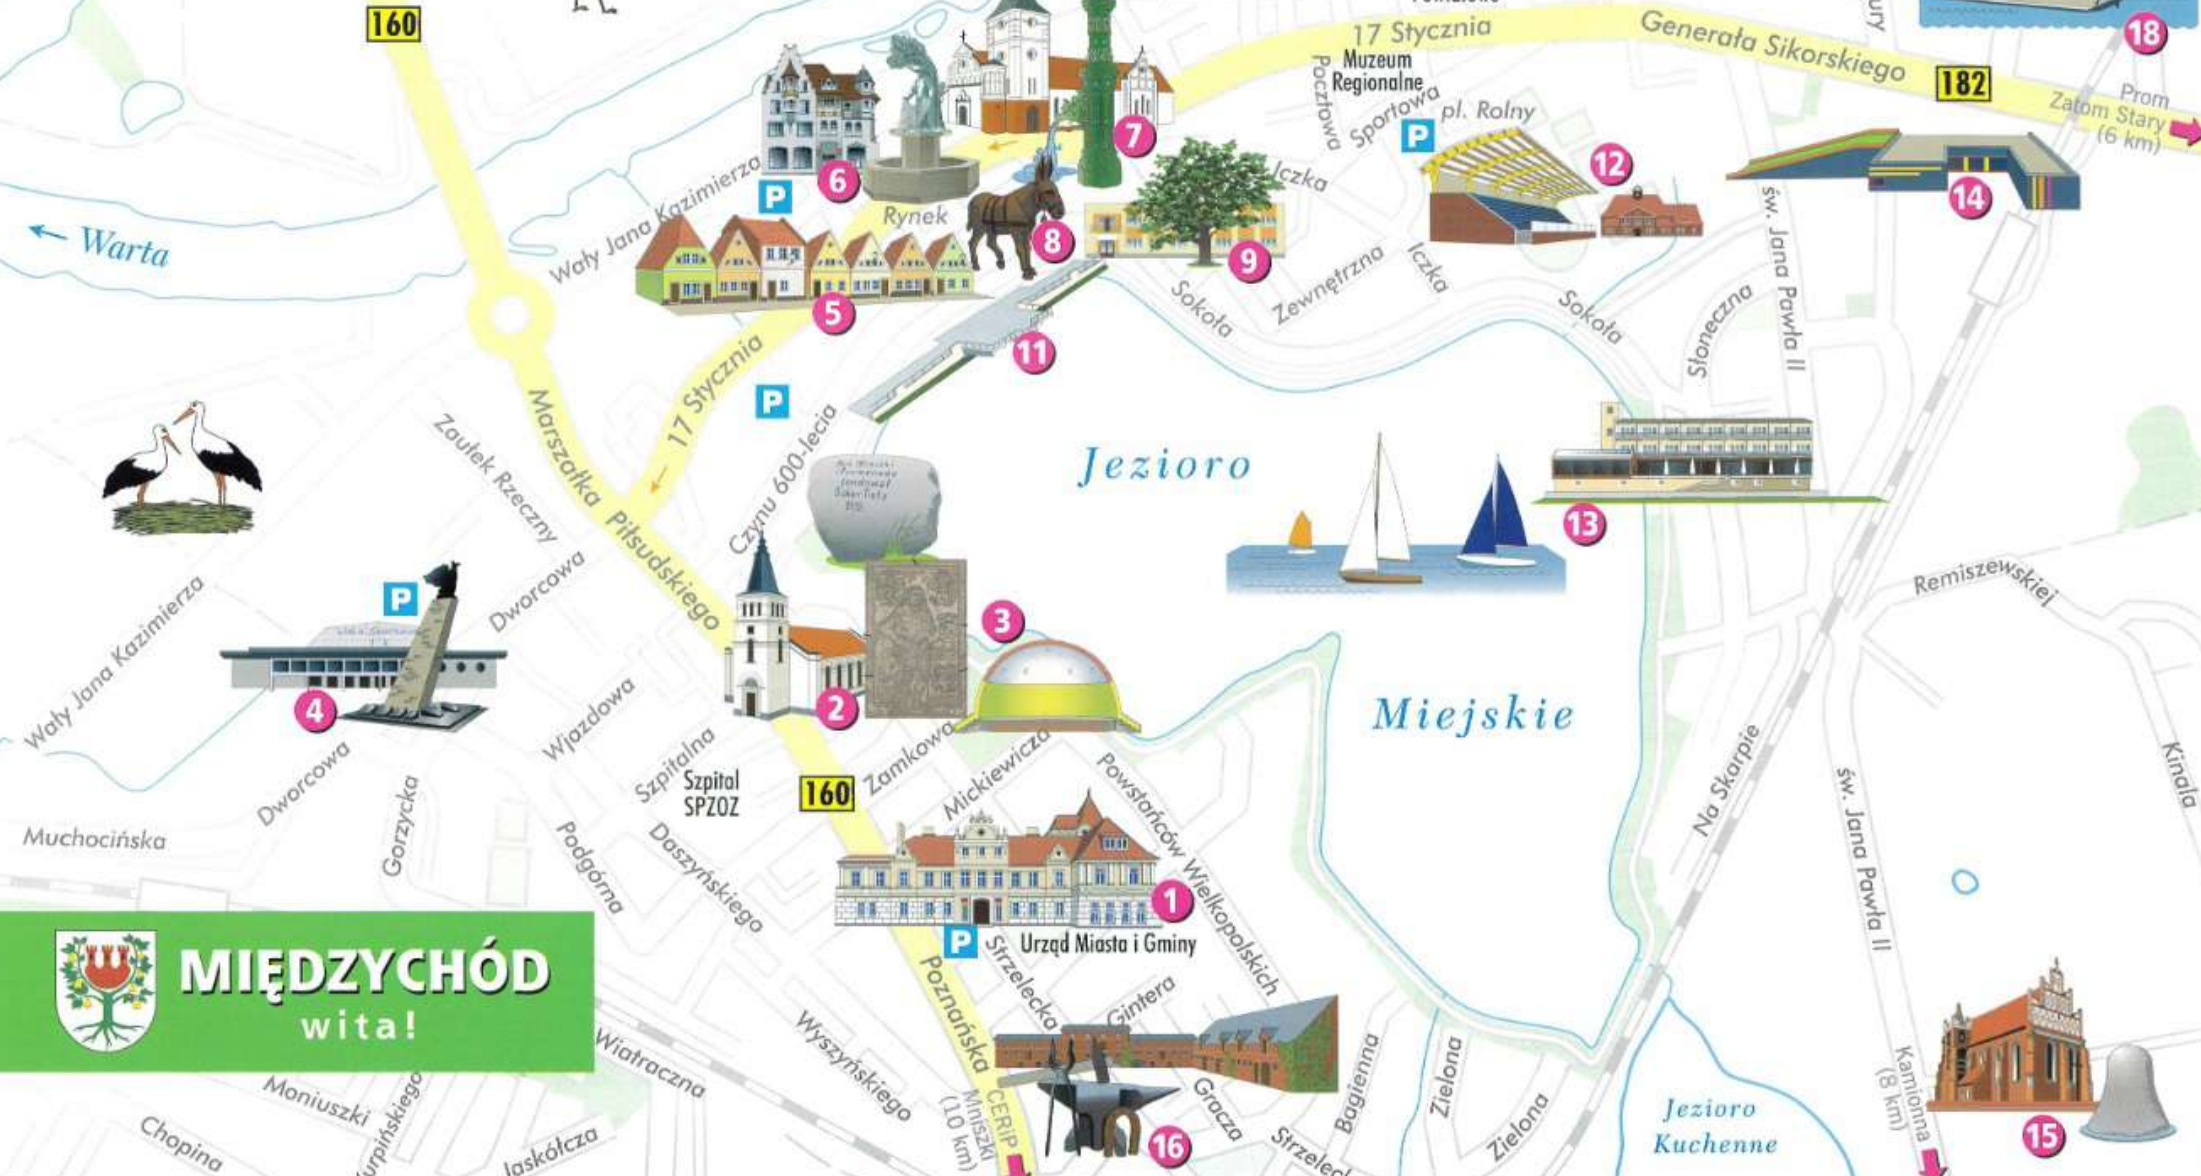 160
17 Stycznia
Generała Sikorskiego
18
182
Prom
Zatom Stary
(6 km)
Muzeum
Regionalne
Pocztowa
Sportowa
pl. Rolny
P
12
7
6
P
Wały Jana Kazimierza
Rynek
8
9
Iczka
14
św. Jana Pawła II
← Warta
5
11
Sokoła
Zewnętrzna
Iczka
Sokoła
Słoneczna
17 Stycznia
P
Marszałka Piłsudskiego
Zaułek Rzeczny
Czynu 600-lecia
Jezioro
Miejskie
13
Remiszewskiej
Kinala
Dworcowa
P
Wały Jana Kazimierza
4
3
2
Wjazdowa
Szpitalna
Szpital
SPZOZ
160
Zamkowa
Mickiewicza
Powstańców Wielkopolskich
Na Skarpie
św. Jana Pawła II
Dworcowa
Gorzycka
Muchocińska
Podgórna
Daszyńskiego
1
P
Urząd Miasta i Gminy
Strzelecka
Gintera
Poznańska
MIĘDZYCHÓD
wita!
Wiatraczna
Wyszyńskiego
Moniuszki
Chopina
Jaskółcza
CERiP
Mniszki
(10 km)
16
Gracza
Bagienna
Zielona
Zielona
Jezioro
Kuchenne
Kamionna
(8 km)
15